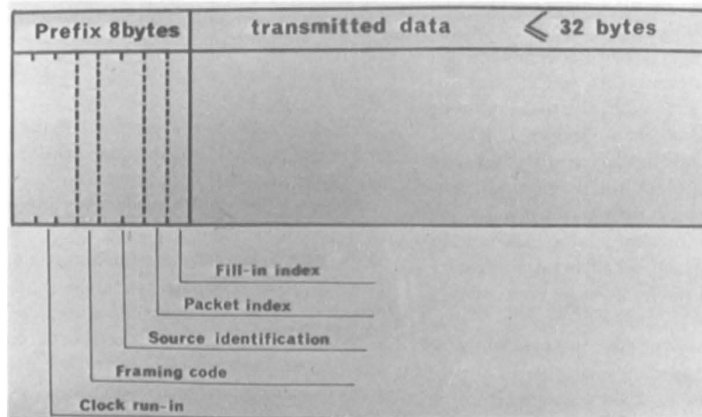 Prefix 8bytes transmitted data ⩽ 32 bytes
Fill-in index
Packet index
Source identification
Framing code
Clock run-in